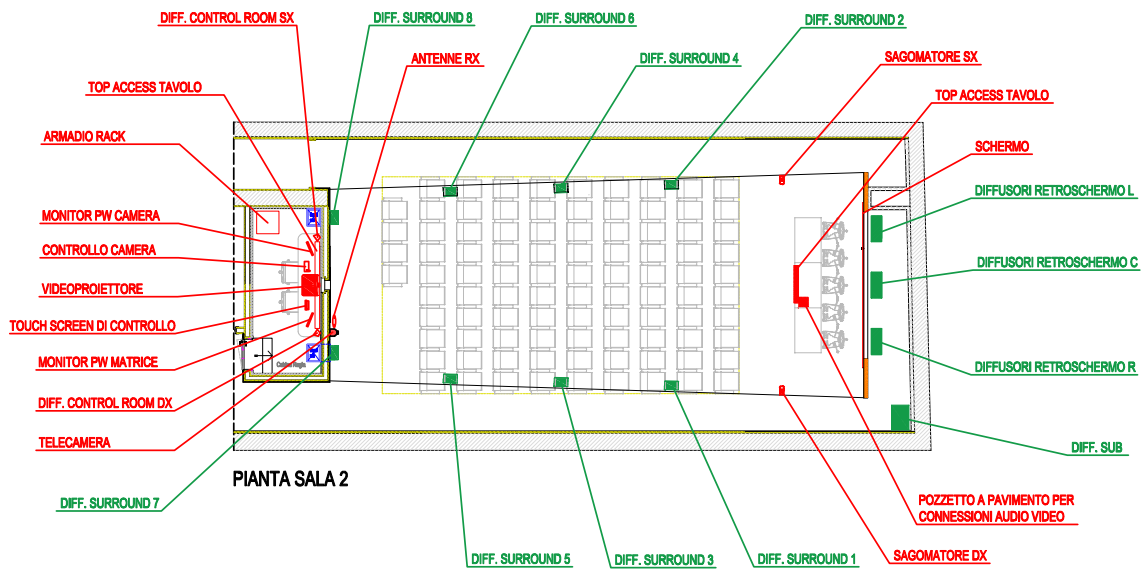 DIFF. CONTROL ROOM SX
DIFF. SURROUND 8
DIFF. SURROUND 6
DIFF. SURROUND 2
ANTENNE RX
DIFF. SURROUND 4
SAGOMATORE SX
TOP ACCESS TAVOLO
TOP ACCESS TAVOLO
ARMADIO RACK
SCHERMO
DIFFUSORI RETROSCHERMO L
MONITOR PW CAMERA
CONTROLLO CAMERA
DIFFUSORI RETROSCHERMO C
VIDEOPROIETTORE
TOUCH SCREEN DI CONTROLLO
MONITOR PW MATRICE
Cabina Regia
DIFFUSORI RETROSCHERMO R
DIFF. CONTROL ROOM DX
TELECAMERA
DIFF. SUB
PIANTA SALA 2
DIFF. SURROUND 7
POZZETTO A PAVIMENTO PER
CONNESSIONI AUDIO VIDEO
DIFF. SURROUND 5
DIFF. SURROUND 3
DIFF. SURROUND 1
SAGOMATORE DX